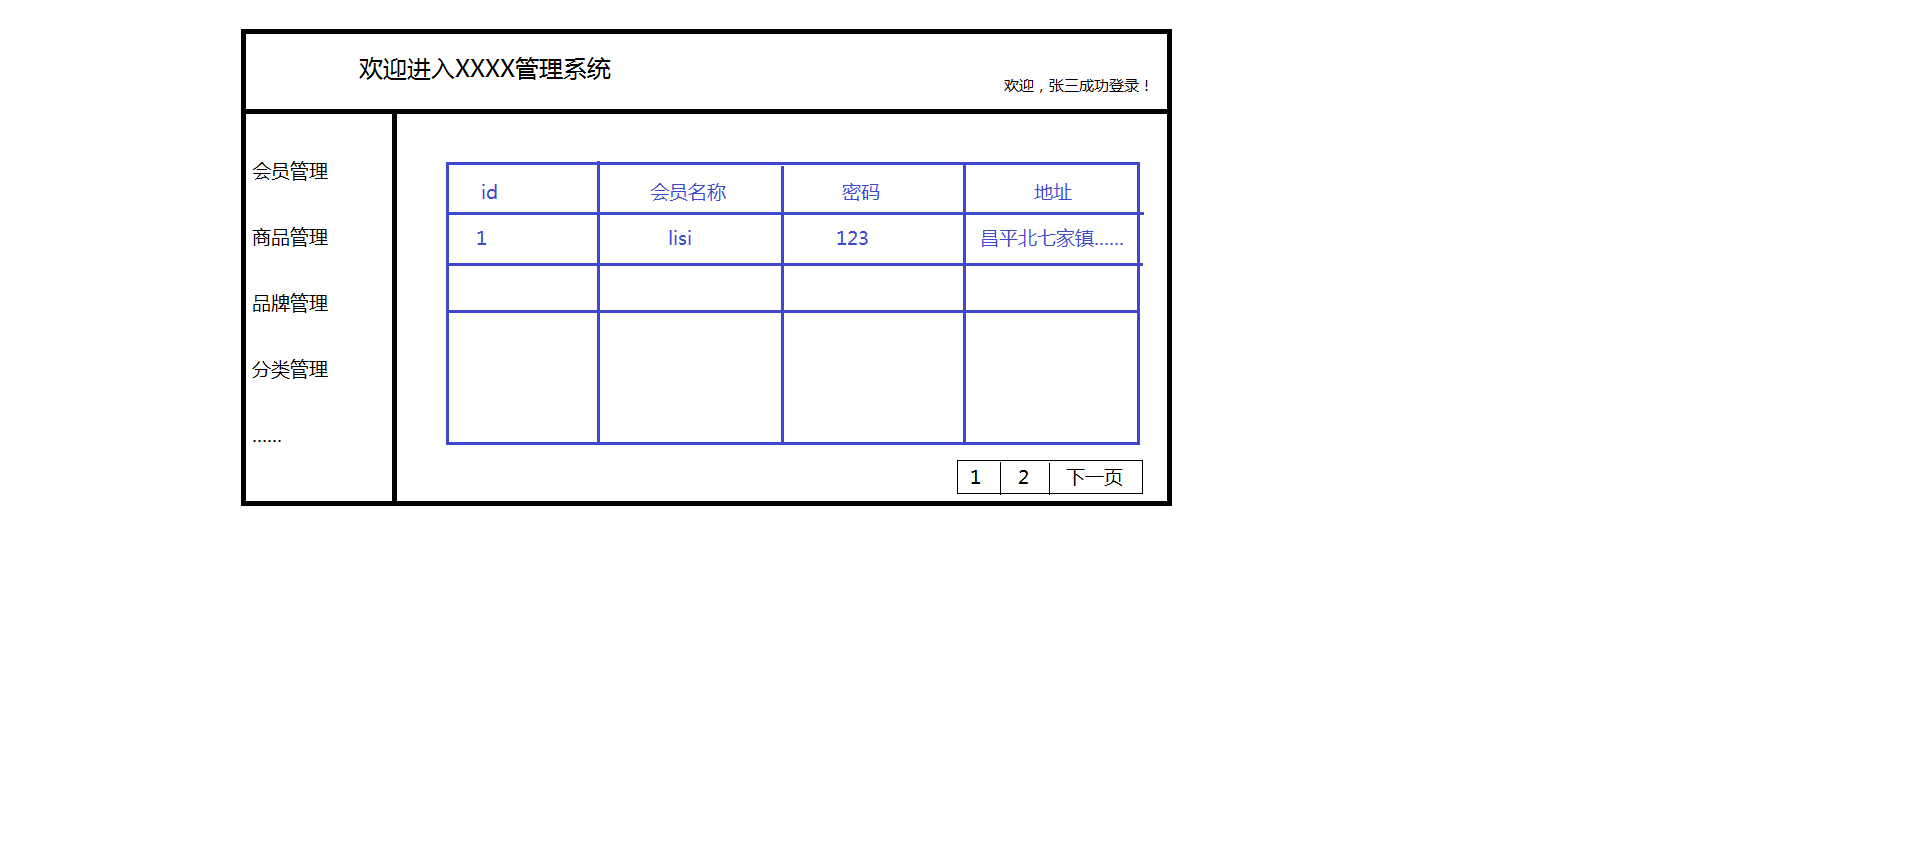 欢迎进入XXXX管理系统
欢迎，张三成功登录！
会员管理
商品管理
品牌管理
分类管理
……
id 会员名称 密码 地址
1 lisi 123 昌平北七家镇……
1 2 下一页